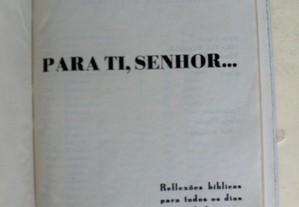 PARA TI, SENHOR...
Reflexões bíblicas
para todos os dias